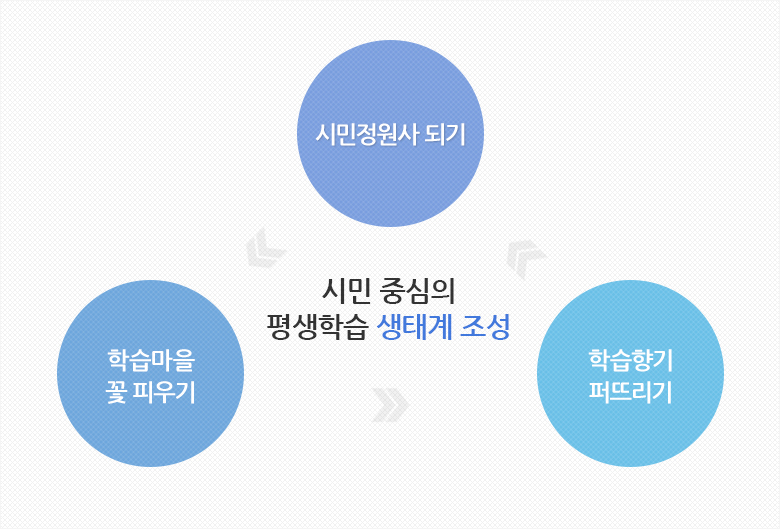 시민정원사 되기
시민 중심의
평생학습 생태계 조성
학습마을
꽃 피우기
학습향기
퍼뜨리기